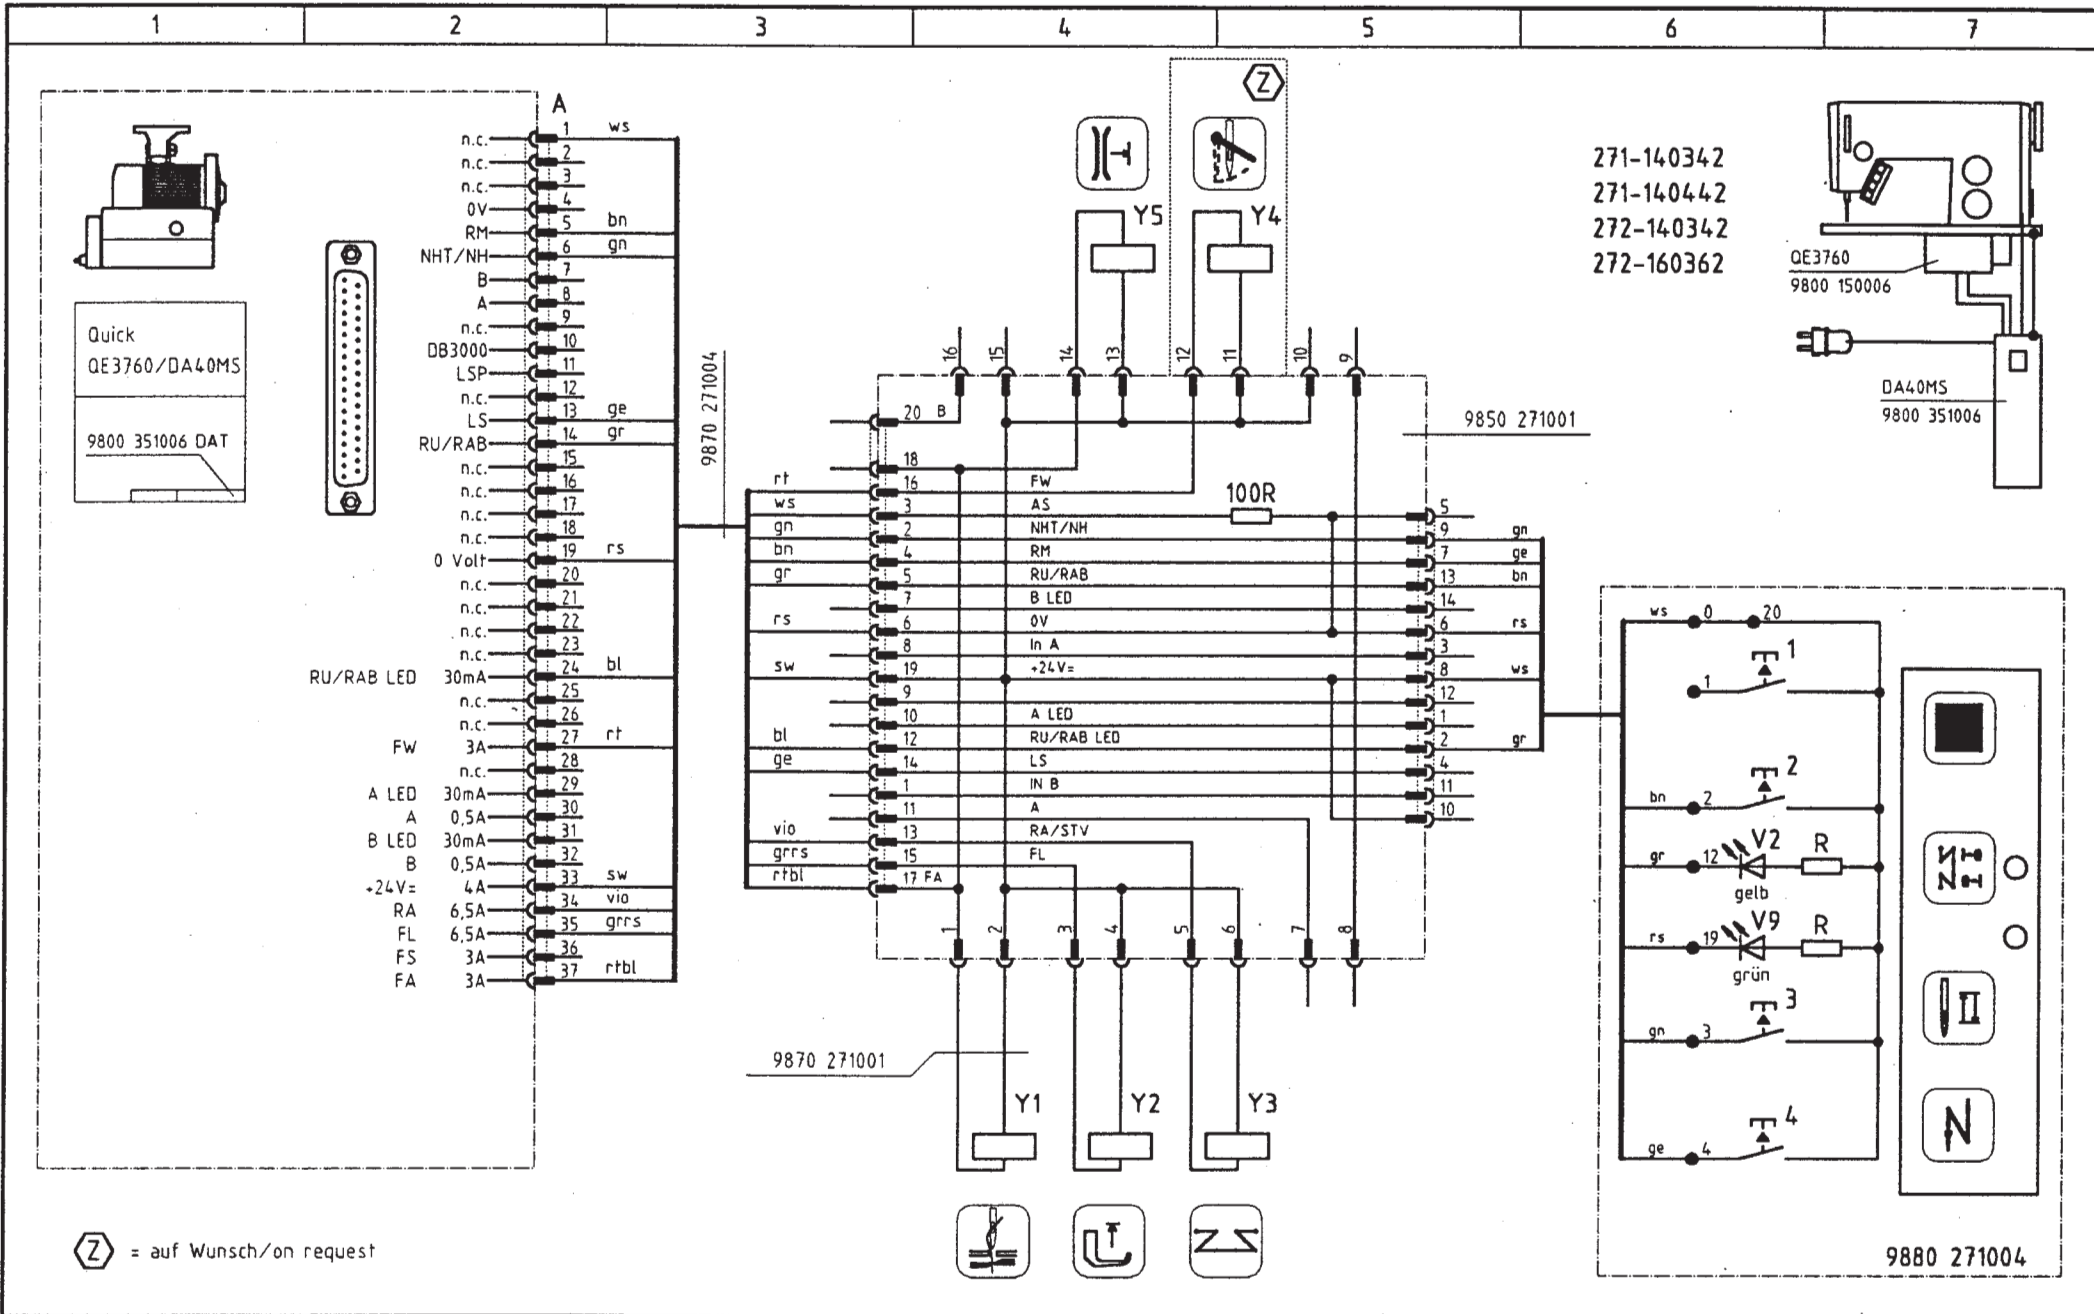 1 2 3 4 5 6 7
A
n.c. 1 ws
n.c. 2
n.c. 3
0V 4
RM 5 bn
NHT/NH 6 gn
B 7
A 8
n.c. 9
DB3000 10
LSP 11
n.c. 12
LS 13 ge
RU/RAB 14 gr
n.c. 15
n.c. 16
n.c. 17
n.c. 18
0 Volt 19 rs
n.c. 20
n.c. 21
n.c. 22
n.c. 23
RU/RAB LED 30mA 24 bl
n.c. 25
n.c. 26
FW 3A 27 rt
n.c. 28
A LED 30mA 29
A 0,5A 30
B LED 30mA 31
B 0,5A 32
+24V= 4A 33 sw
RA 6,5A 34 vio
FL 6,5A 35 grrs
FS 3A 36
FA 3A 37 rtbl
Quick
QE3760/DA40MS
9800 351006 DAT
Z = auf Wunsch/on request
9870 271004
Z
Y5 Y4
16 15 14 13 12 11 10 9
20 B
18
rt 16 FW
ws 3 AS 100R 5
gn 2 NHT/NH 9 gn
bn 4 RM 7 ge
gr 5 RU/RAB 13 bn
7 B LED 14
rs 6 0V 6 rs
8 In A 3
sw 19 +24V= 8 ws
9 12
10 A LED 1
bl 12 RU/RAB LED 2 gr
ge 14 LS 4
1 IN B 11
11 A 10
vio 13 RA/STV
grrs 15 FL
rtbl 17 FA
1 2 3 4 5 6 7 8
9850 271001
9870 271001
Y1 Y2 Y3
271-140342
271-140442
272-140342
272-160362
QE3760
9800 150006
DA40MS
9800 351006
ws 0 20
1 1
bn 2 2
gr 12 V2 R
gelb
rs 19 V9 R
grün
gn 3 3
ge 4 4
9880 271004